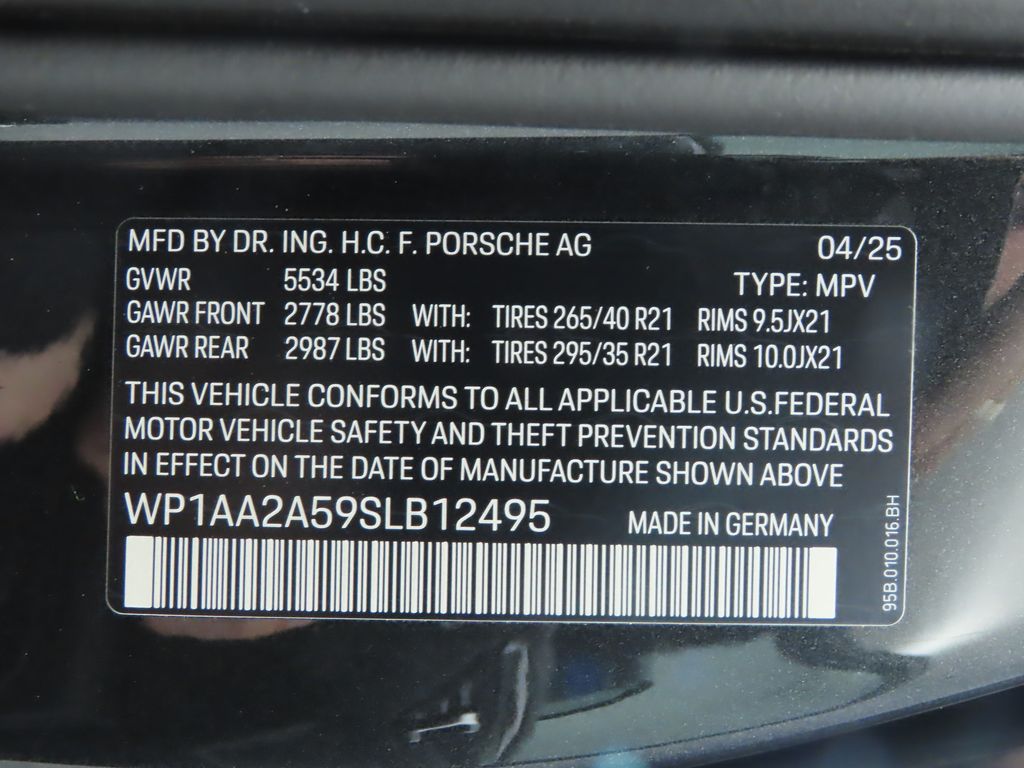 MFD BY DR. ING. H.C. F. PORSCHE AG 04/25
GVWR 5534 LBS TYPE: MPV
GAWR FRONT 2778 LBS WITH: TIRES 265/40 R21 RIMS 9.5JX21
GAWR REAR 2987 LBS WITH: TIRES 295/35 R21 RIMS 10.0JX21
THIS VEHICLE CONFORMS TO ALL APPLICABLE U.S.FEDERAL
MOTOR VEHICLE SAFETY AND THEFT PREVENTION STANDARDS
IN EFFECT ON THE DATE OF MANUFACTURE SHOWN ABOVE
WP1AA2A59SLB12495 MADE IN GERMANY
95B.010.016.BH